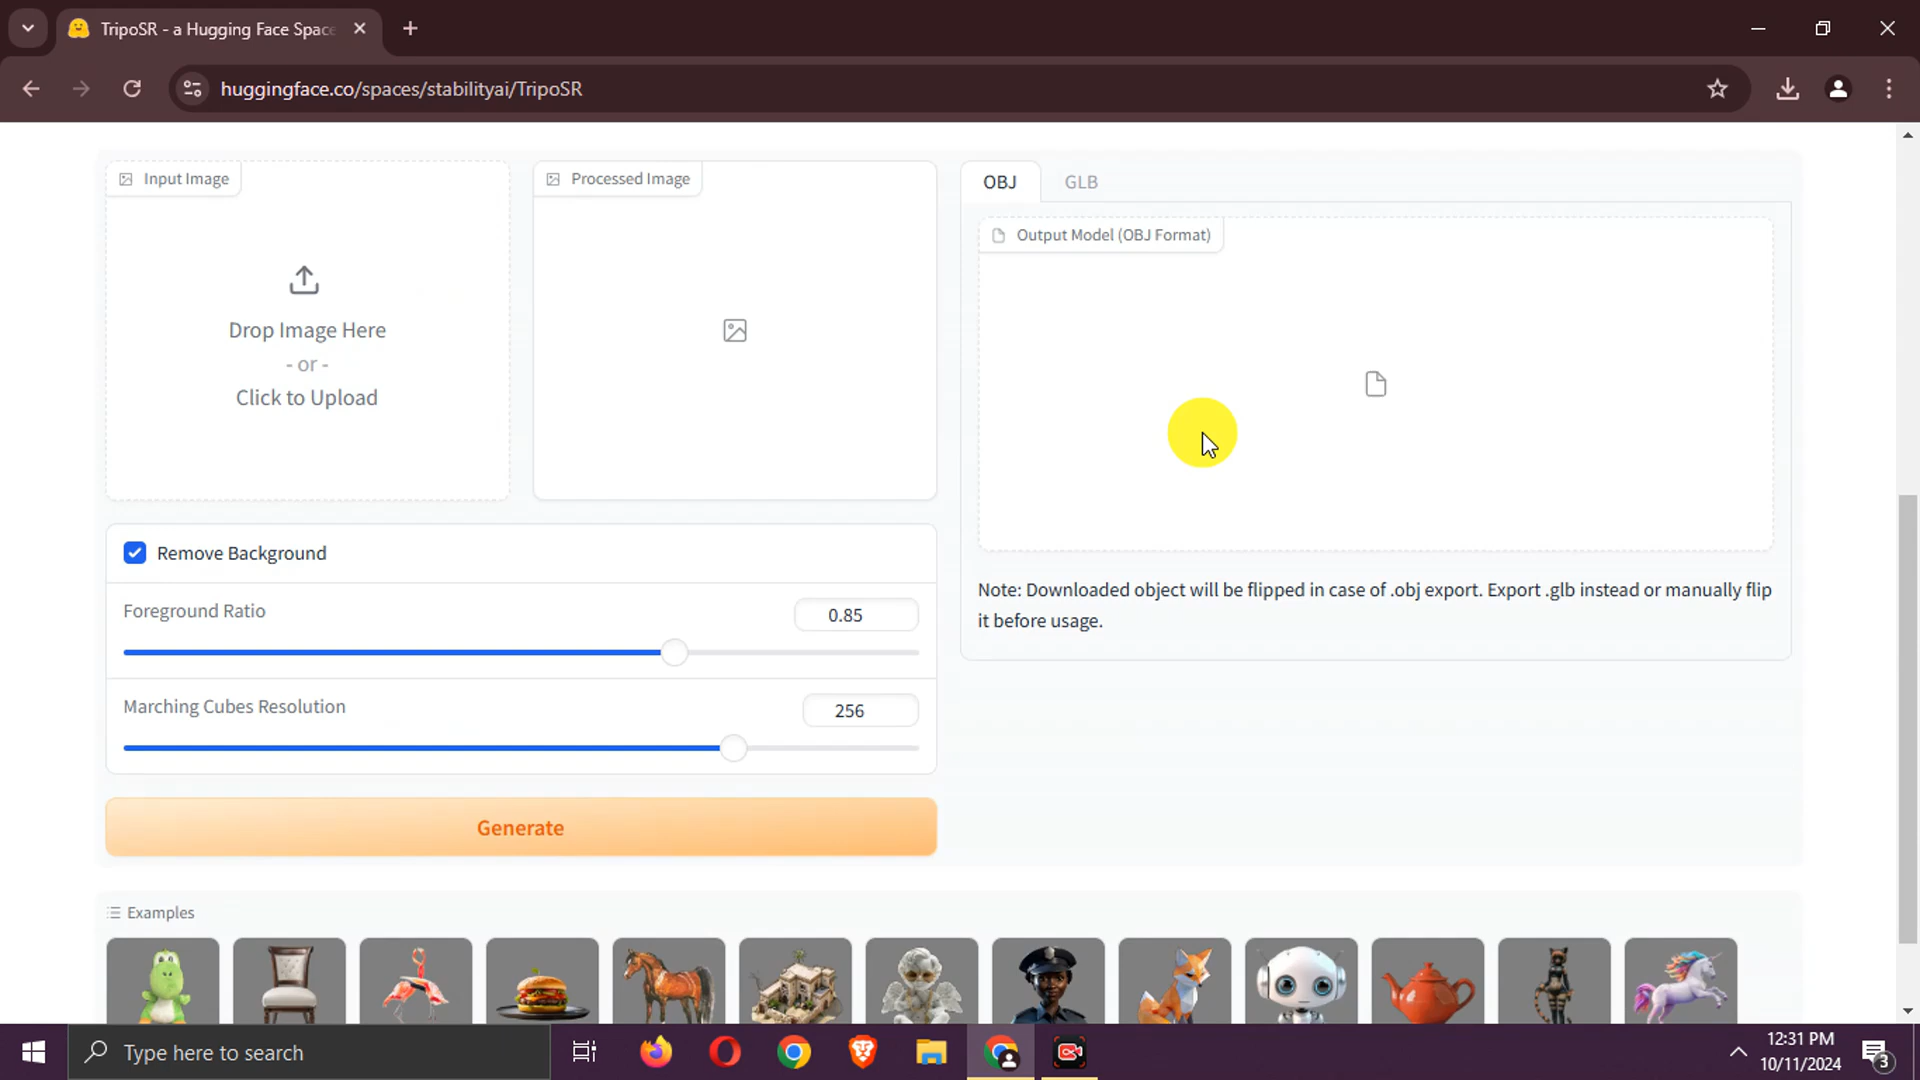 TripoSR - a Hugging Face Space
huggingface.co/spaces/stabilityai/TripoSR
Input Image
Processed Image
OBJ
GLB
Drop Image Here
- or -
Click to Upload
Output Model (OBJ Format)
Note: Downloaded object will be flipped in case of .obj export. Export .glb instead or manually flip
it before usage.
Remove Background
Foreground Ratio
0.85
Marching Cubes Resolution
256
Generate
Examples
Type here to search
12:31 PM
10/11/2024
3